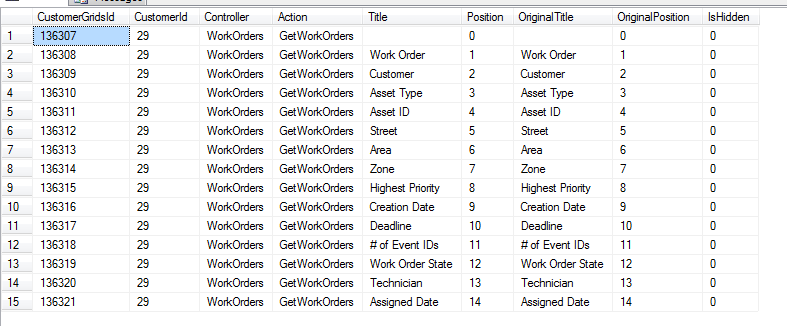 CustomerGridsId CustomerId Controller Action Title Position OriginalTitle OriginalPosition IsHidden
1 136307 29 WorkOrders GetWorkOrders 0 0 0
2 136308 29 WorkOrders GetWorkOrders Work Order 1 Work Order 1 0
3 136309 29 WorkOrders GetWorkOrders Customer 2 Customer 2 0
4 136310 29 WorkOrders GetWorkOrders Asset Type 3 Asset Type 3 0
5 136311 29 WorkOrders GetWorkOrders Asset ID 4 Asset ID 4 0
6 136312 29 WorkOrders GetWorkOrders Street 5 Street 5 0
7 136313 29 WorkOrders GetWorkOrders Area 6 Area 6 0
8 136314 29 WorkOrders GetWorkOrders Zone 7 Zone 7 0
9 136315 29 WorkOrders GetWorkOrders Highest Priority 8 Highest Priority 8 0
10 136316 29 WorkOrders GetWorkOrders Creation Date 9 Creation Date 9 0
11 136317 29 WorkOrders GetWorkOrders Deadline 10 Deadline 10 0
12 136318 29 WorkOrders GetWorkOrders # of Event IDs 11 # of Event IDs 11 0
13 136319 29 WorkOrders GetWorkOrders Work Order State 12 Work Order State 12 0
14 136320 29 WorkOrders GetWorkOrders Technician 13 Technician 13 0
15 136321 29 WorkOrders GetWorkOrders Assigned Date 14 Assigned Date 14 0